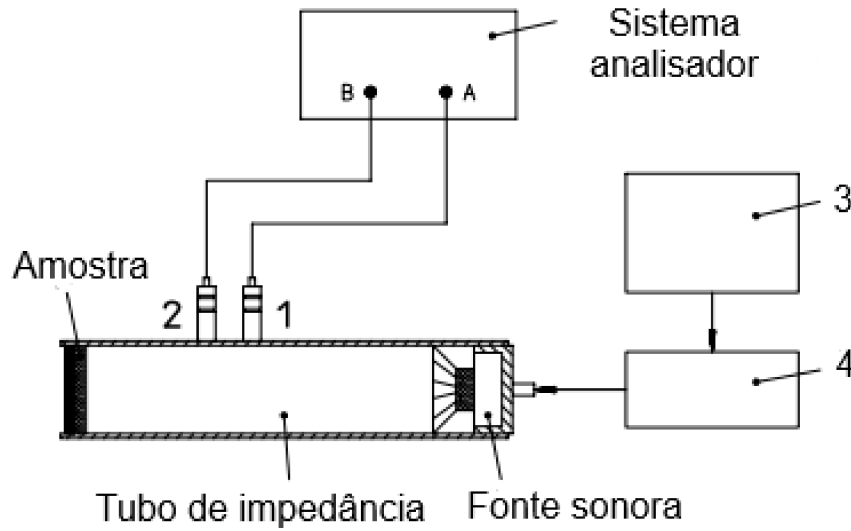 Sistema
analisador
B
A
3
Amostra
2
1
4
Tubo de impedância
Fonte sonora